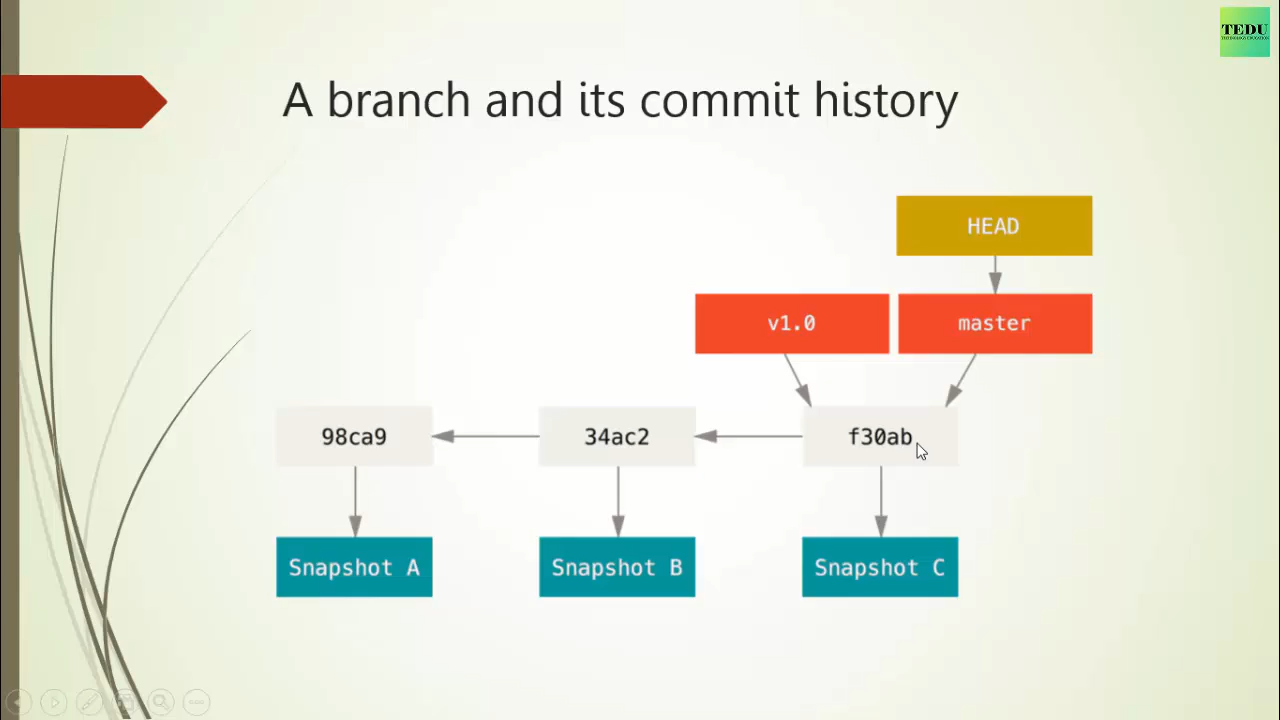 TEDU
A branch and its commit history
HEAD
v1.0 master
98ca9 34ac2 f30ab
Snapshot A Snapshot B Snapshot C